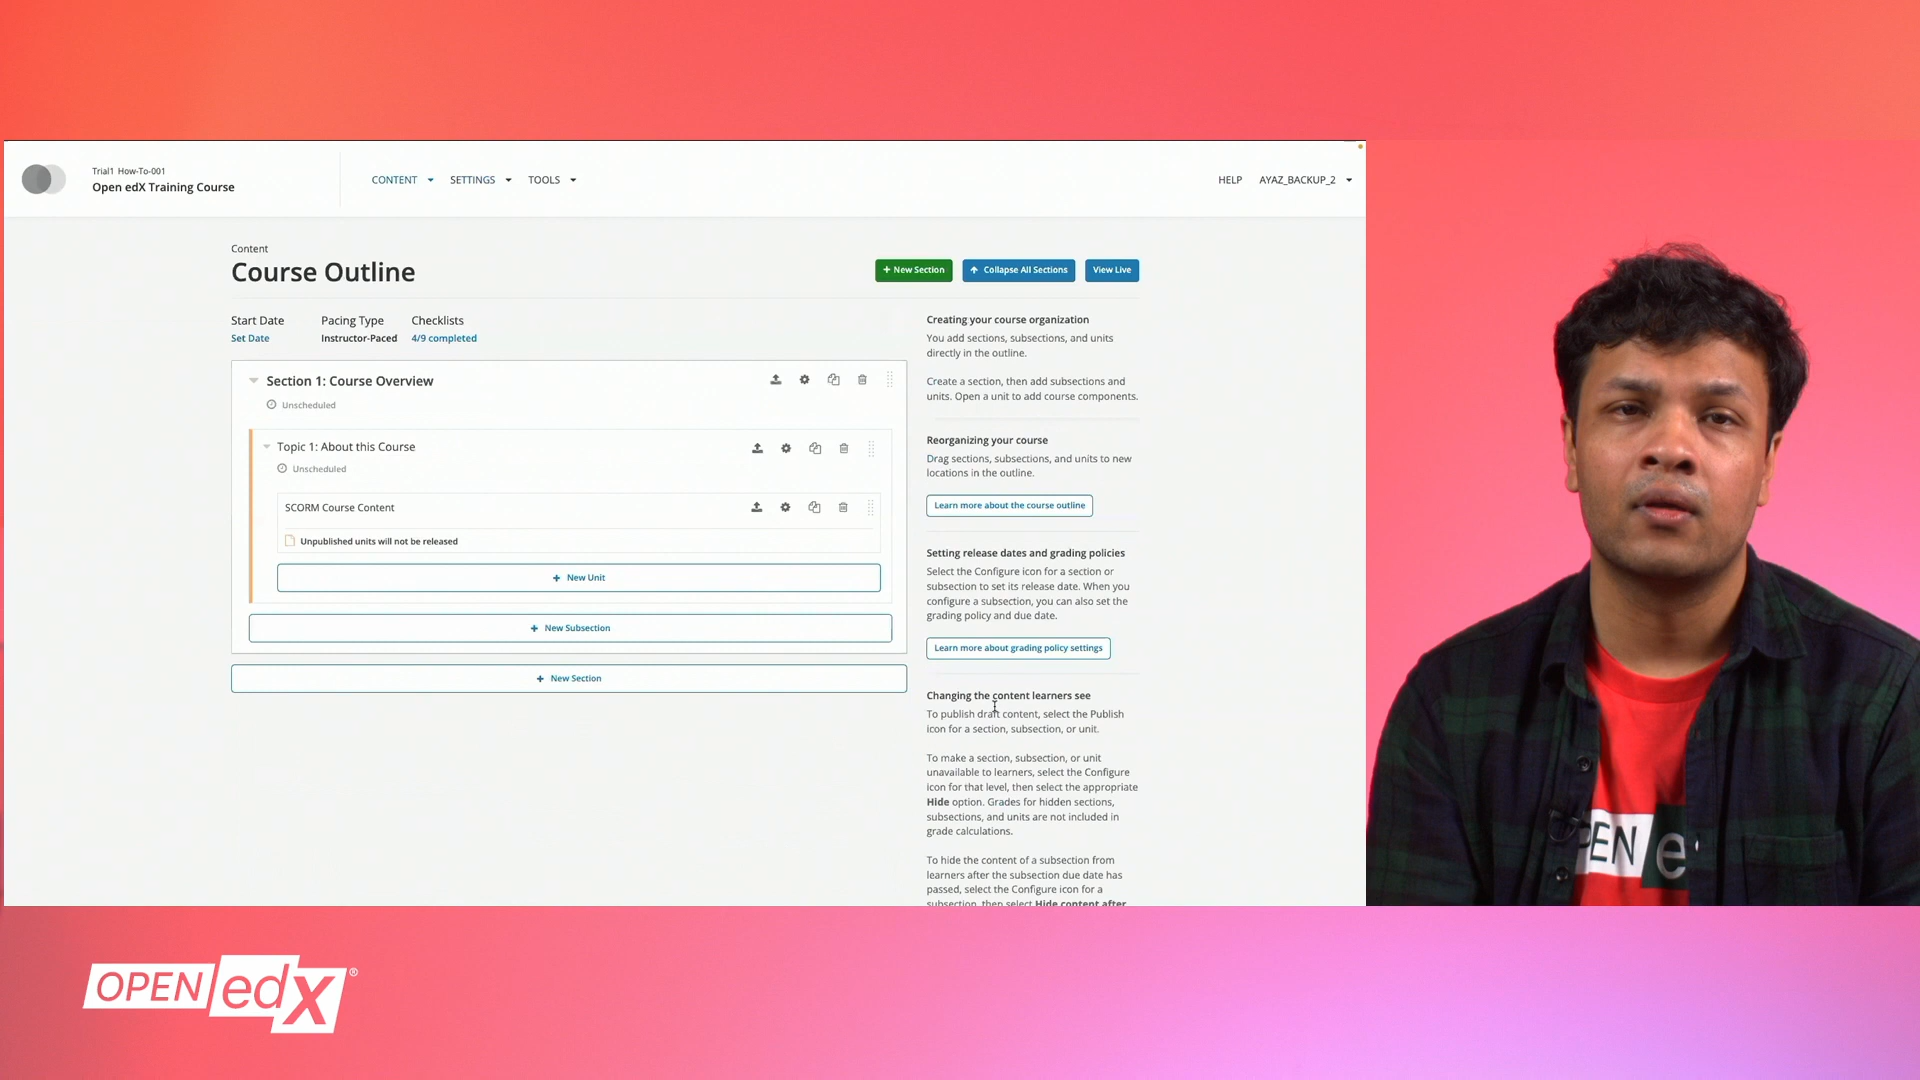 Trial1 How-To-001
Open edX Training Course
CONTENT
SETTINGS
TOOLS
HELP
AYAZ_BACKUP_2
Content
Course Outline
+ New Section
Collapse All Sections
View Live
Start Date
Set Date
Pacing Type
Instructor-Paced
Checklists
4/9 completed
Section 1: Course Overview
Unscheduled
Topic 1: About this Course
Unscheduled
SCORM Course Content
Unpublished units will not be released
+ New Unit
+ New Subsection
+ New Section
Creating your course organization
You add sections, subsections, and units
directly in the outline.
Create a section, then add subsections and
units. Open a unit to add course components.
Reorganizing your course
Drag sections, subsections, and units to new
locations in the outline.
Learn more about the course outline
Setting release dates and grading policies
Select the Configure icon for a section or
subsection to set its release date. When you
configure a subsection, you can also set the
grading policy and due date.
Learn more about grading policy settings
Changing the content learners see
To publish draft content, select the Publish
icon for a section, subsection, or unit.
To make a section, subsection, or unit
unavailable to learners, select the Configure
icon for that level, then select the appropriate
Hide option. Grades for hidden sections,
subsections, and units are not included in
grade calculations.
To hide the content of a subsection from
learners after the subsection due date has
passed, select the Configure icon for a
subsection, then select Hide content after
PEN e
OPEN edX ®